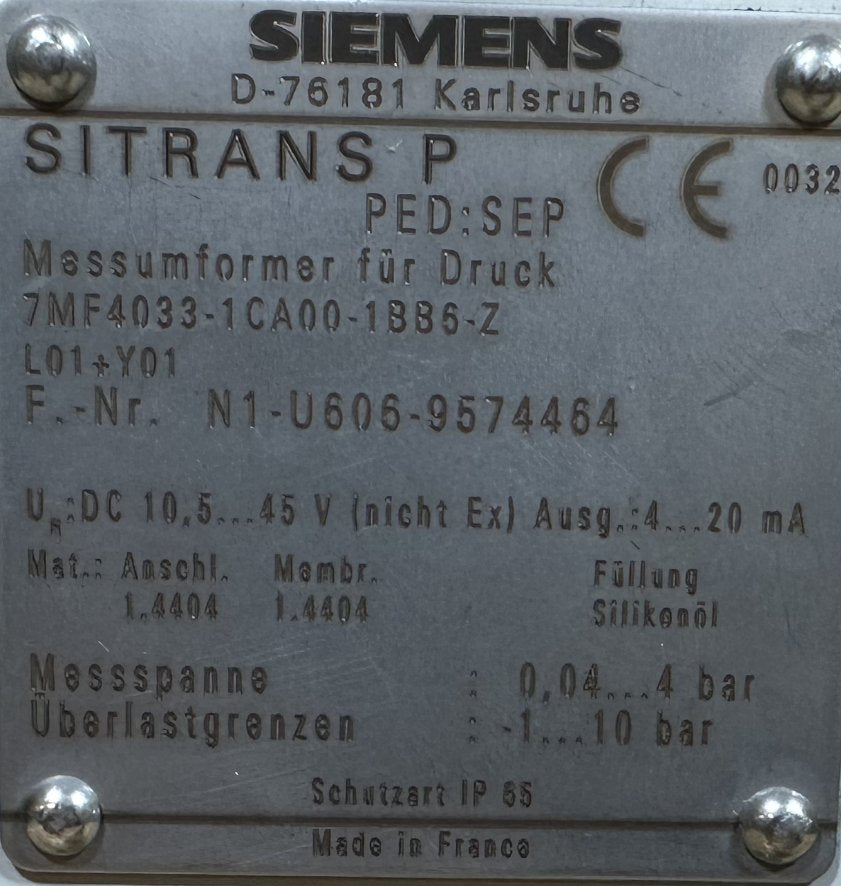 SIEMENS
D-76181 Karlsruhe
SITRANS P
CE 0032
PED:SEP
Messumformer für Druck
7MF4033-1CA00-1BB6-Z
L01+Y01
F.-Nr. N1-U606-9574464
UH:DC 10,5...45 V (nicht Ex) Ausg.:4...20 mA
Mat.: Anschl. Membr. Füllung
1.4404 1.4404 Silikonöl
Messspanne : 0,04...4 bar
Überlastgrenzen : -1...10 bar
Schutzart IP 65
Made in France